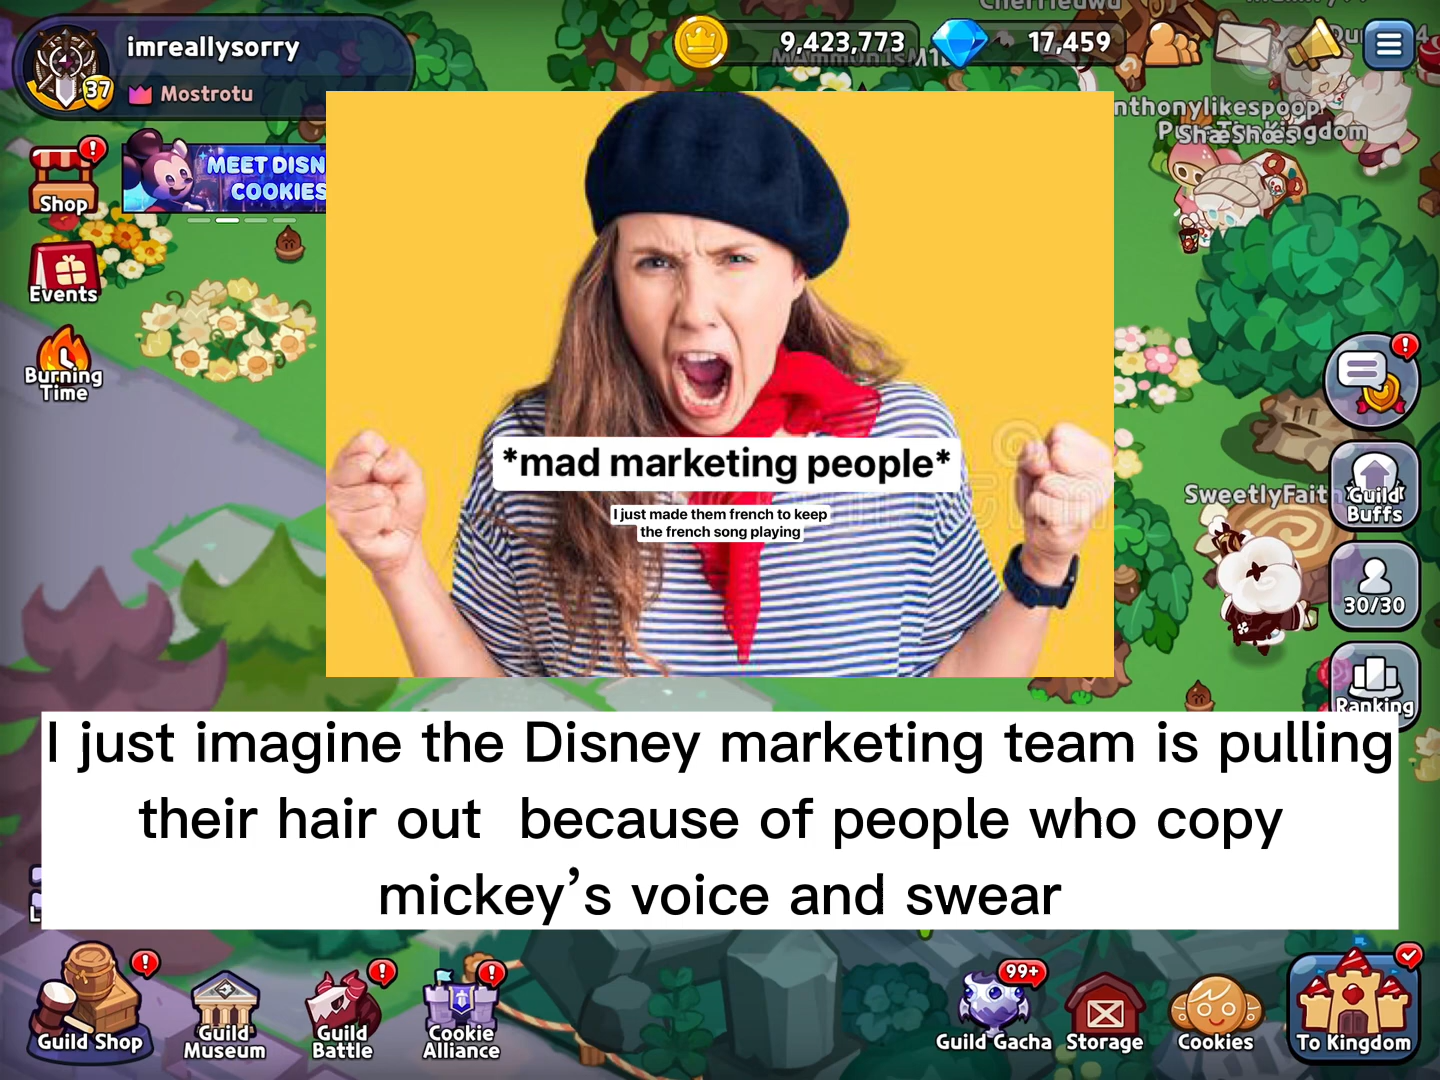 imreallysorry
9,423,773
17,459
37
Mostrotu
nthonylikespoop
Shop
MEET DISN
COOKIES
Events
Burning
Time
*mad marketing people*
I just made them french to keep
the french song playing
SweetlyFaith
Guild
Buffs
30/30
Ranking
I just imagine the Disney marketing team is pulling
their hair out because of people who copy
mickey’s voice and swear
99+
Guild Shop
Guild
Museum
Guild
Battle
Cookie
Alliance
Guild Gacha
Storage
Cookies
To Kingdom